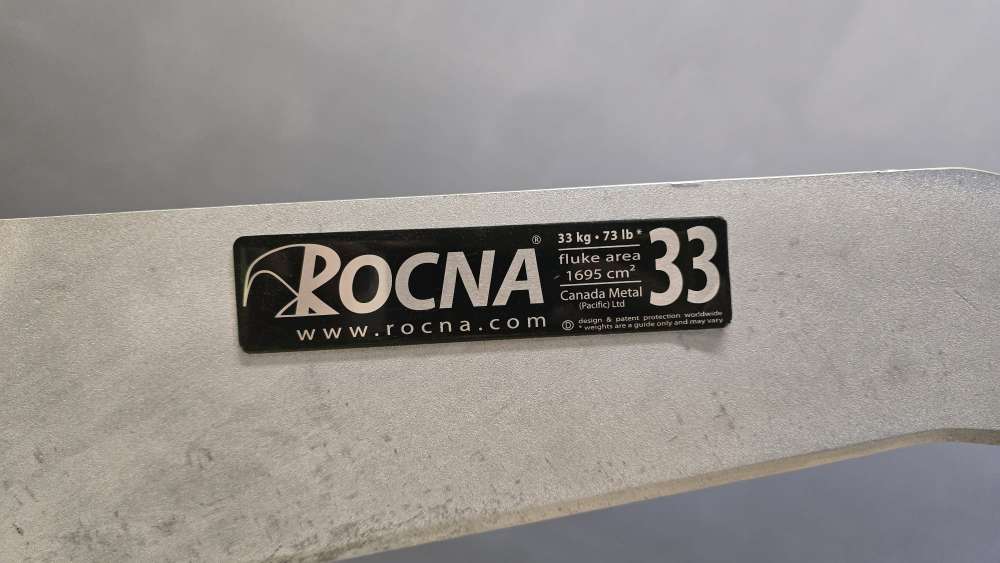 ROCNA®
www.rocna.com
33 kg • 73 lb *
fluke area
1695 cm²
Canada Metal
(Pacific) Ltd
33
Ⓓ design & patent protection worldwide
* weights are a guide only and may vary